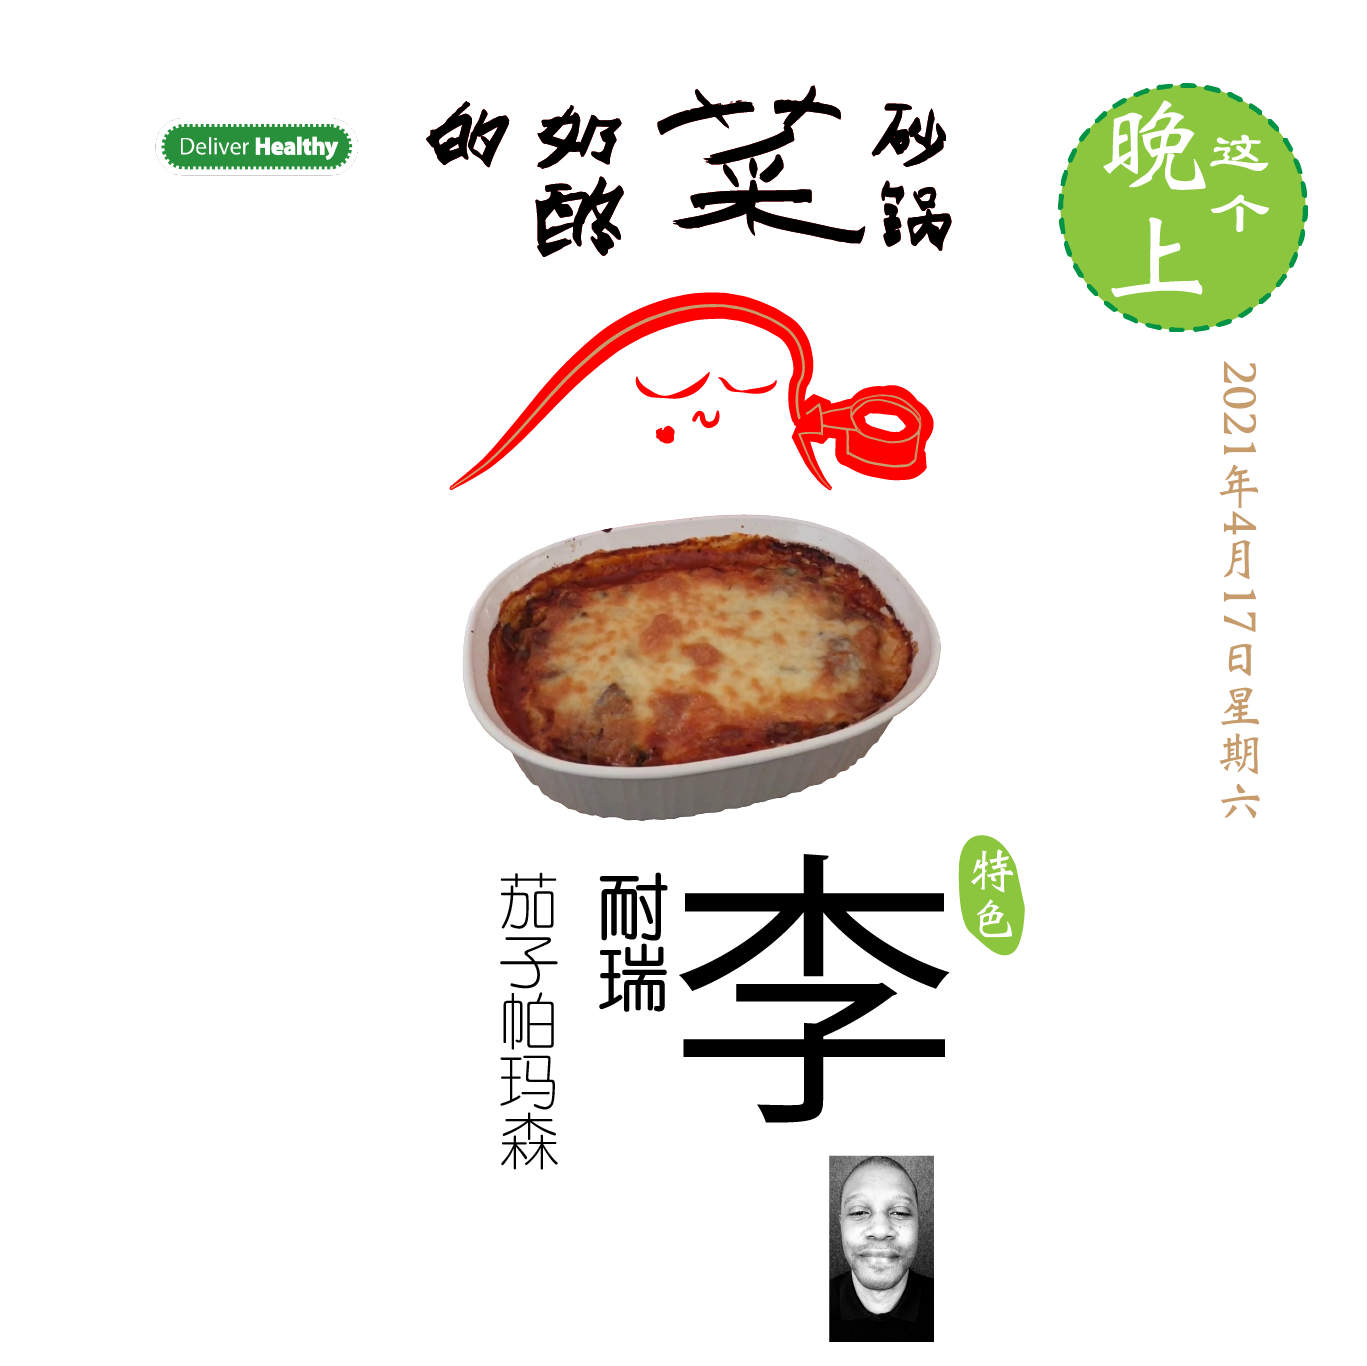 Deliver Healthy
砂锅
菜
奶酪
的
这个
晚上
2021年4月17日星期六
特色
李
耐瑞
茄子帕玛森